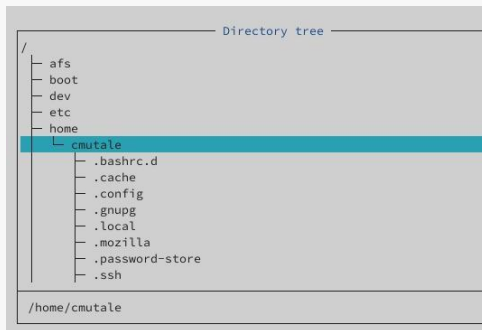 Directory tree
/
afs
boot
dev
etc
home
cmutale
.bashrc.d
.cache
.config
.gnupg
.local
.mozilla
.password-store
.ssh
/home/cmutale